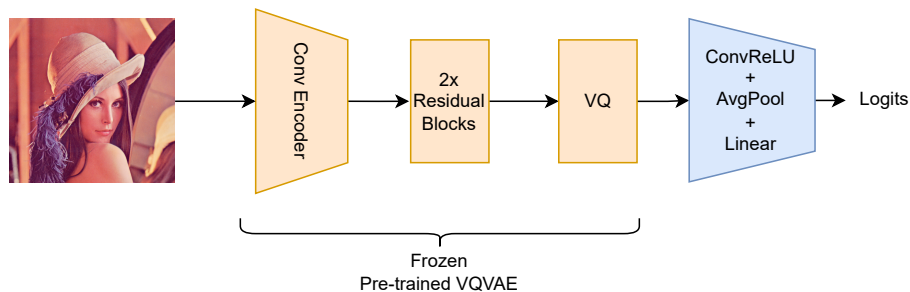 Conv Encoder
2x
Residual
Blocks
VQ
ConvReLU
+
AvgPool
+
Linear
Logits
Frozen
Pre-trained VQVAE